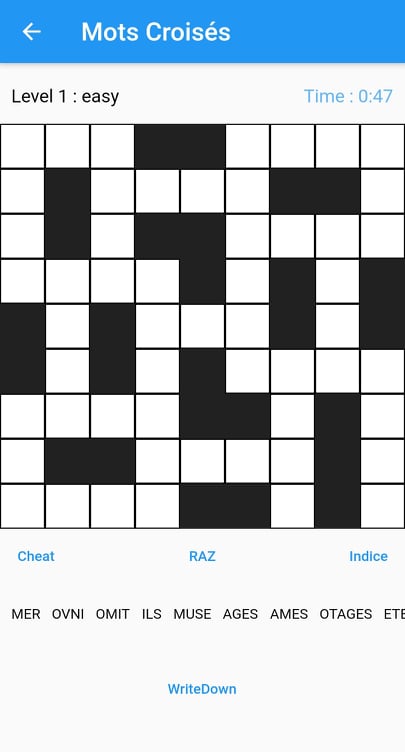 Mots Croisés
Level 1 : easy Time : 0:47
Cheat RAZ Indice
MER OVNI OMIT ILS MUSE AGES AMES OTAGES
WriteDown